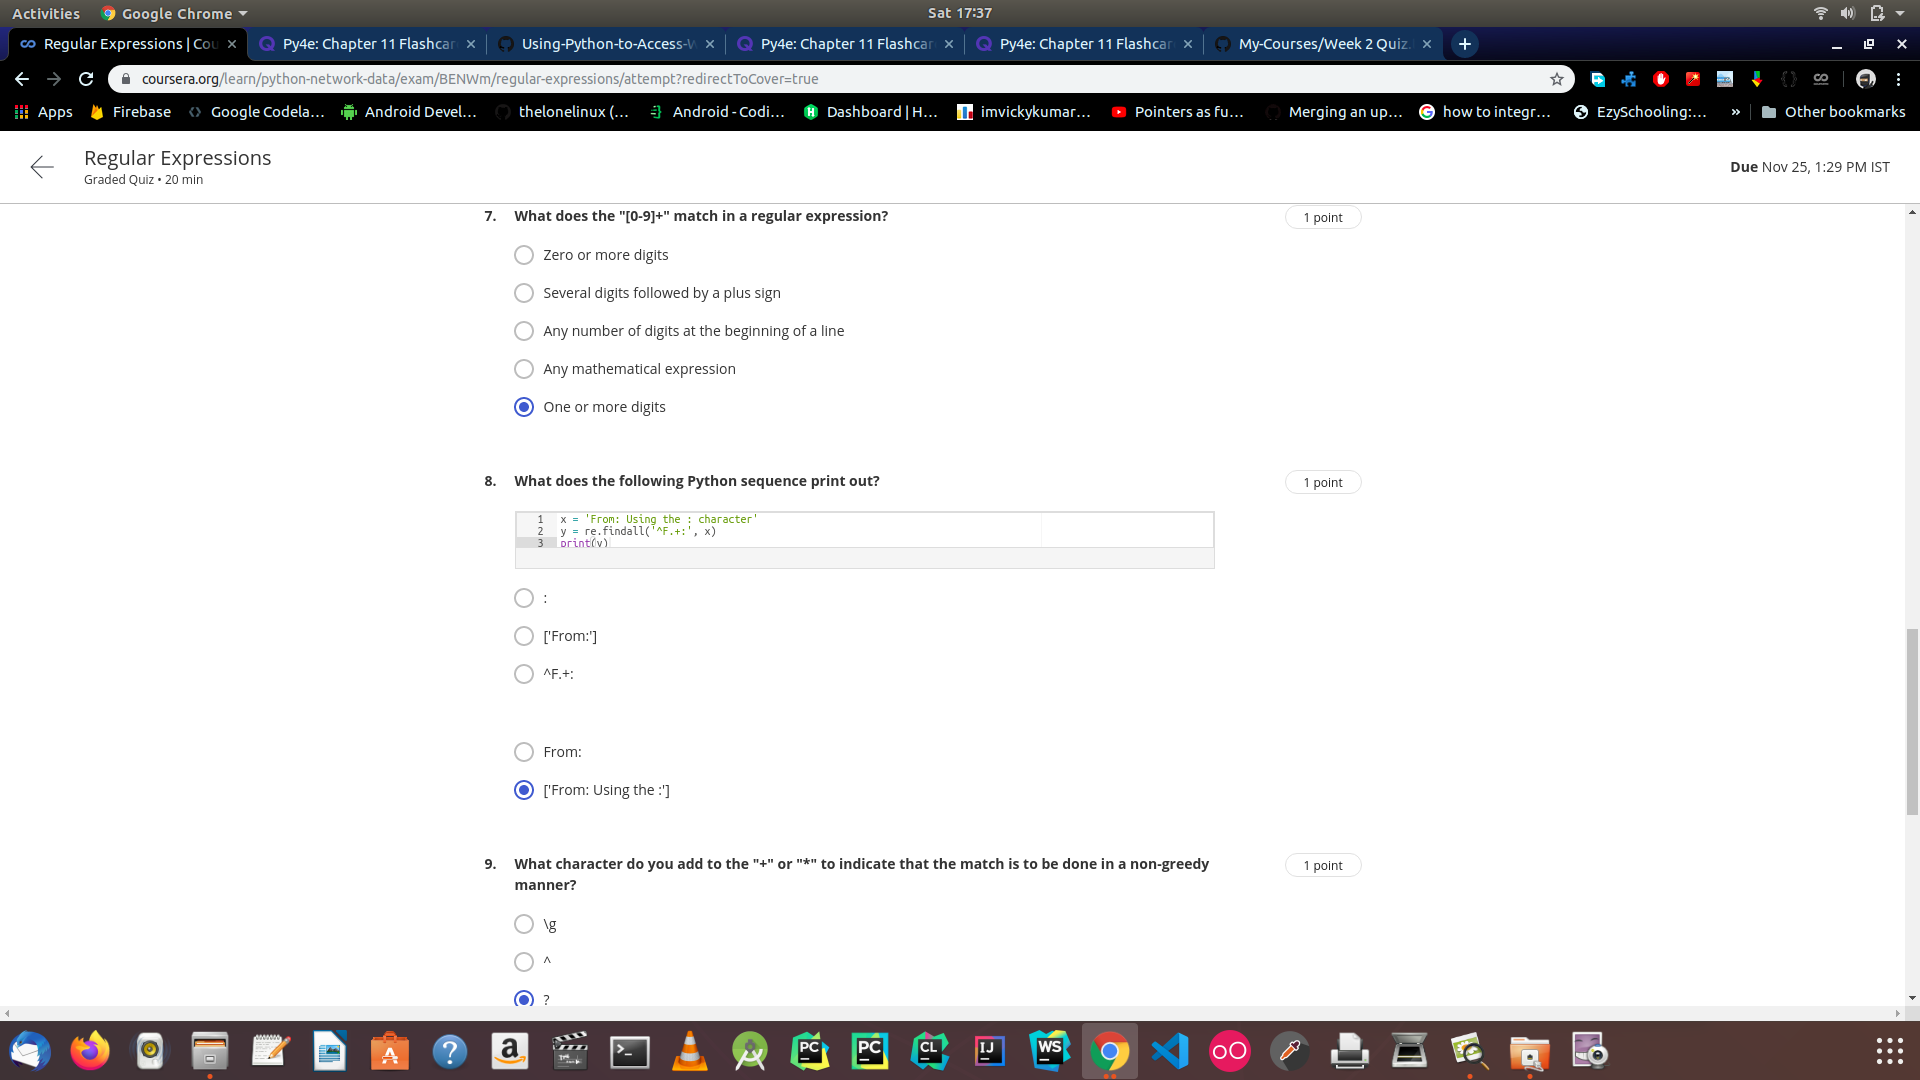 Activities Google Chrome Sat 17:37
Regular Expressions | Cou Py4e: Chapter 11 Flashcar Using-Python-to-Access-W Py4e: Chapter 11 Flashcar Py4e: Chapter 11 Flashcar My-Courses/Week 2 Quiz.
coursera.org/learn/python-network-data/exam/BENWm/regular-expressions/attempt?redirectToCover=true
Apps Firebase Google Codela... Android Devel... thelonelinux (... Android - Codi... Dashboard | H... imvickykumar... Pointers as fu... Merging an up... how to integr... EzySchooling:... » Other bookmarks
Regular Expressions
Graded Quiz • 20 min
Due Nov 25, 1:29 PM IST
7. What does the "[0-9]+" match in a regular expression? 1 point
Zero or more digits
Several digits followed by a plus sign
Any number of digits at the beginning of a line
Any mathematical expression
One or more digits
8. What does the following Python sequence print out? 1 point
1 x = 'From: Using the : character'
2 y = re.findall('^F.+:', x)
3 print(y)
:
['From:']
^F.+:
From:
['From: Using the :']
9. What character do you add to the "+" or "*" to indicate that the match is to be done in a non-greedy 1 point
manner?
\g
^
?